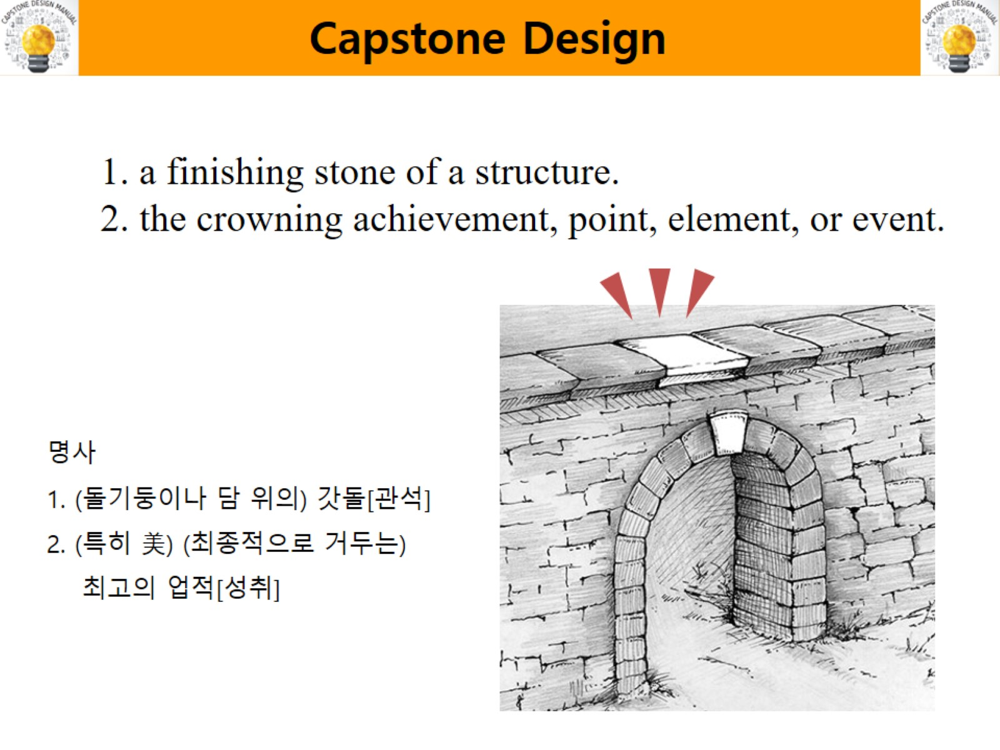 CAPSTONE DESIGN MANUAL
Capstone Design
CAPSTONE DESIGN MANUAL
1. a finishing stone of a structure.
2. the crowning achievement, point, element, or event.
명사
1. (돌기둥이나 담 위의) 갓돌[관석]
2. (특히 美) (최종적으로 거두는)
최고의 업적[성취]